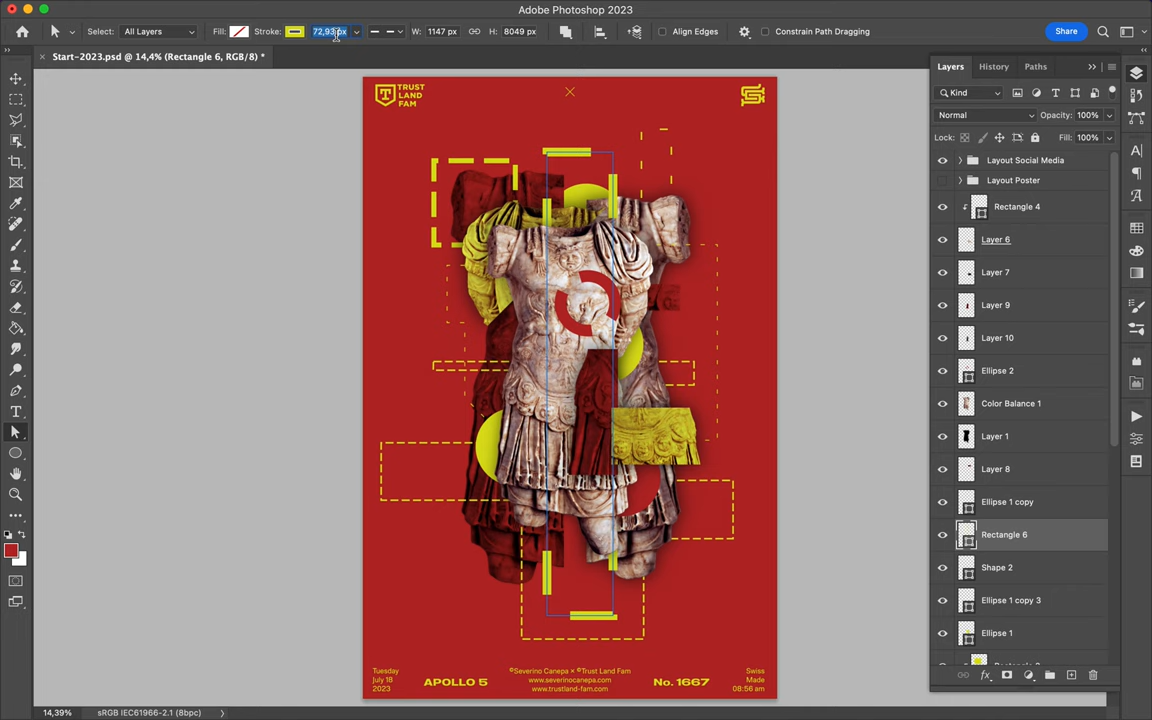 Adobe Photoshop 2023
Select: All Layers Fill: Stroke: 72,93 px W: 1147 px H: 8049 px Align Edges Constrain Path Dragging Share
Start-2023.psd @ 14,4% (Rectangle 6, RGB/8) *
TRUST
LAND
FAM
Tuesday
July 18
2023
APOLLO 5
©Severino Canepa × ©Trust Land Fam
www.severinocanepa.com
www.trustland-fam.com
No. 1667
Swiss
Made
08:56 am
Layers History Paths
Kind
Normal Opacity: 100%
Lock: Fill: 100%
Layout Social Media
Layout Poster
Rectangle 4
Layer 6
Layer 7
Layer 9
Layer 10
Ellipse 2
Color Balance 1
Layer 1
Layer 8
Ellipse 1 copy
Rectangle 6
Shape 2
Ellipse 1 copy 3
Ellipse 1
14,39% sRGB IEC61966-2.1 (8bpc)